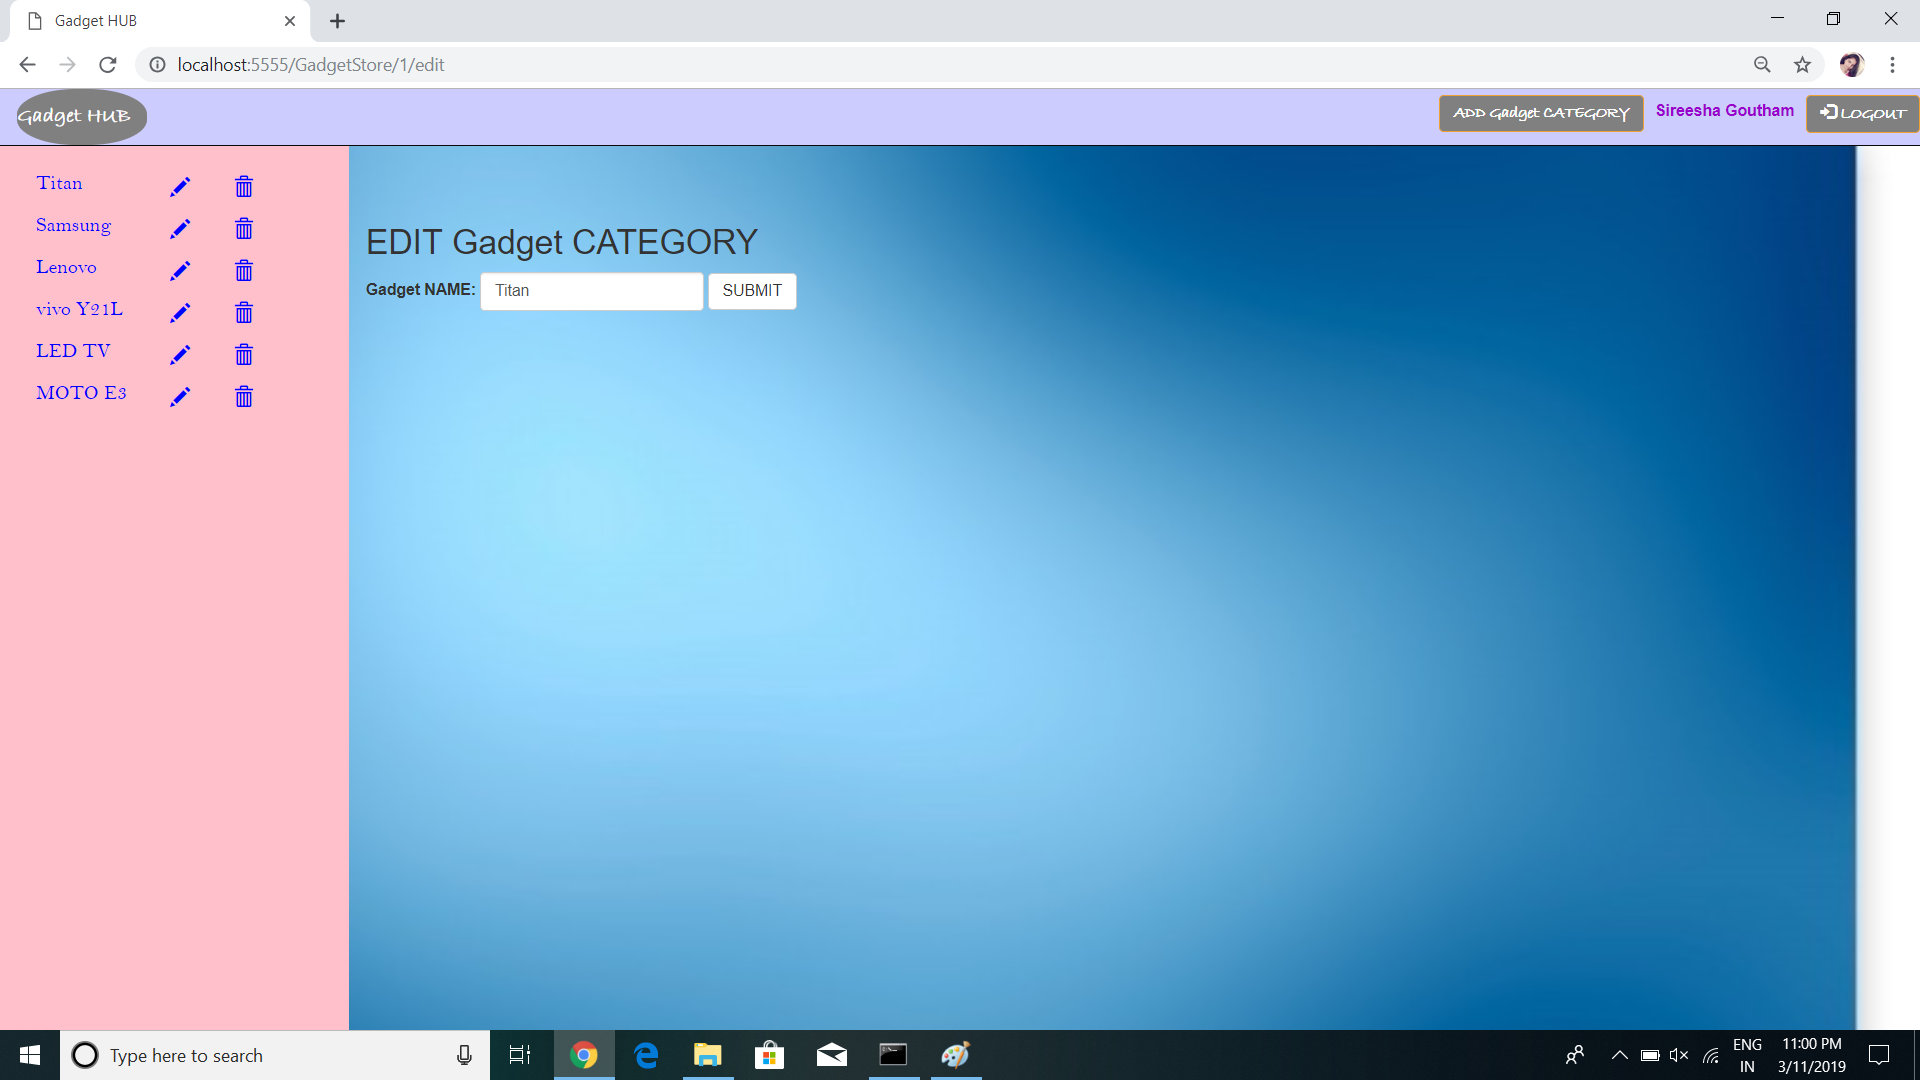 Gadget HUB
localhost:5555/GadgetStore/1/edit
Gadget HUB
ADD Gadget CATEGORY
Sireesha Goutham
LOGOUT
Titan
Samsung
Lenovo
vivo Y21L
LED TV
MOTO E3
EDIT Gadget CATEGORY
Gadget NAME: Titan SUBMIT
Type here to search
ENG
IN
11:00 PM
3/11/2019